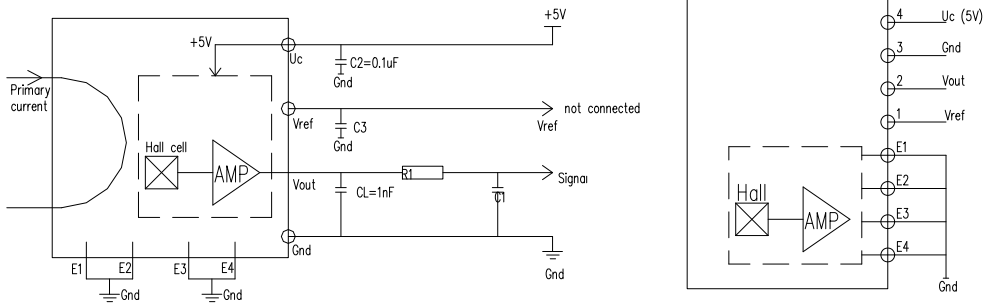 +5V
+5V
Uc
C2=0.1uF
Gnd
Primary
current
Vref
C3
Gnd
not connected
Vref
Hall cell
AMP
Vout
CL=1nF
R1
C1
Signal
Gnd
Gnd
E1
E2
E3
E4
Gnd
Gnd
4
Uc (5V)
3
Gnd
2
Vout
1
Vref
E1
E2
Hall
AMP
E3
E4
Gnd